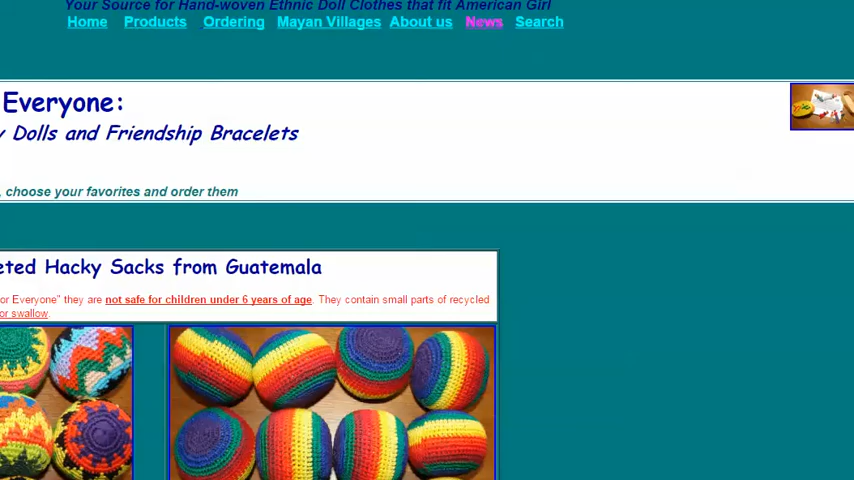 Your Source for Hand-woven Ethnic Doll Clothes that fit American Girl
Home Products Ordering Mayan Villages About us News Search
Everyone:
y Dolls and Friendship Bracelets
, choose your favorites and order them
eted Hacky Sacks from Guatemala
or Everyone" they are not safe for children under 6 years of age. They contain small parts of recycled
or swallow.